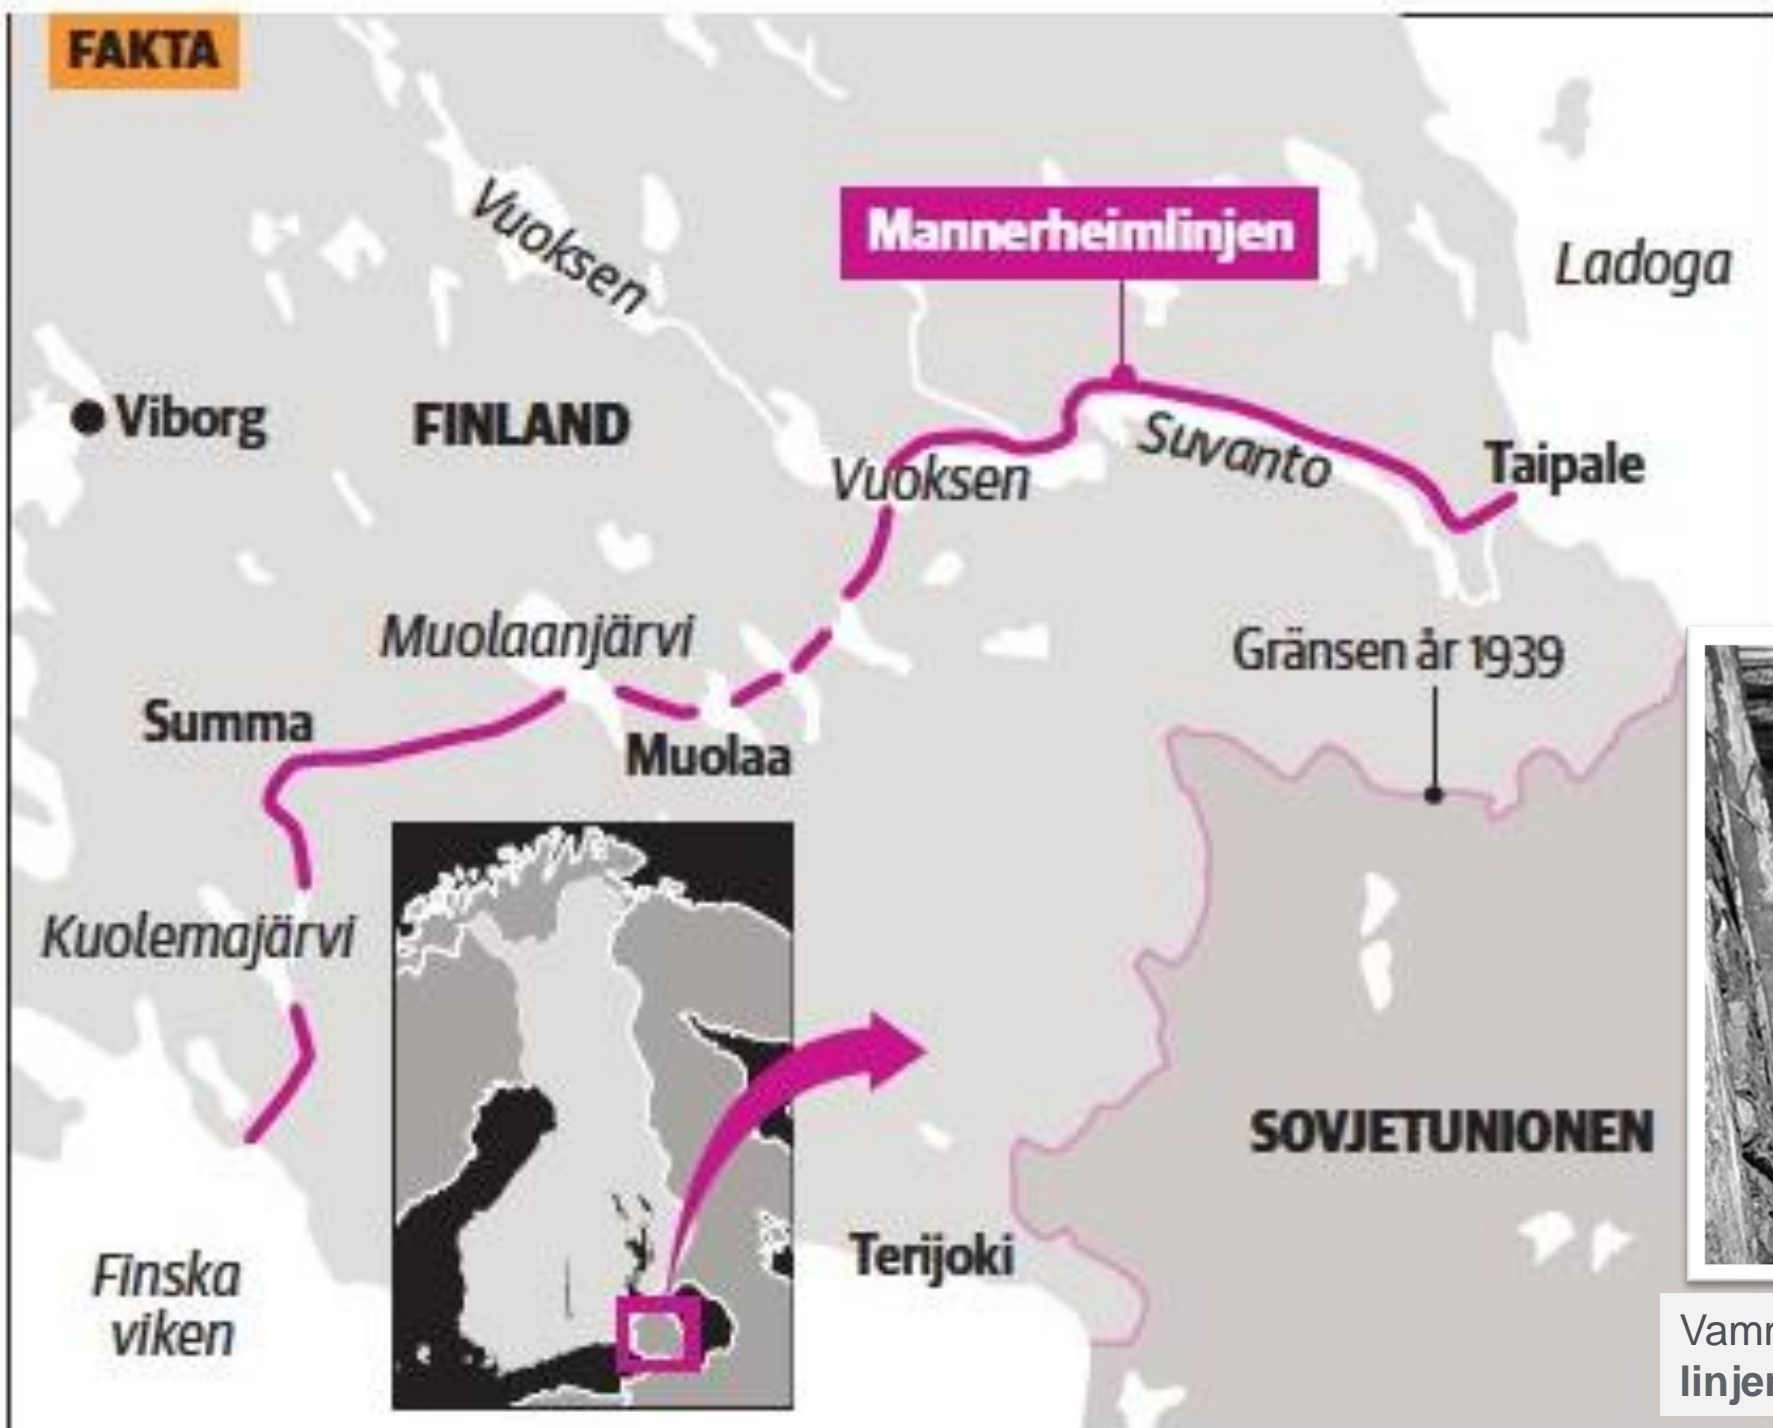 FAKTA
Vuoksen
Mannerheimlinjen
Ladoga
Viborg
FINLAND
Vuoksen
Suvanto
Taipale
Muolaanjärvi
Gränsen år 1939
Summa
Muolaa
Kuolemajärvi
SOVJETUNIONEN
Terijoki
Finska
viken